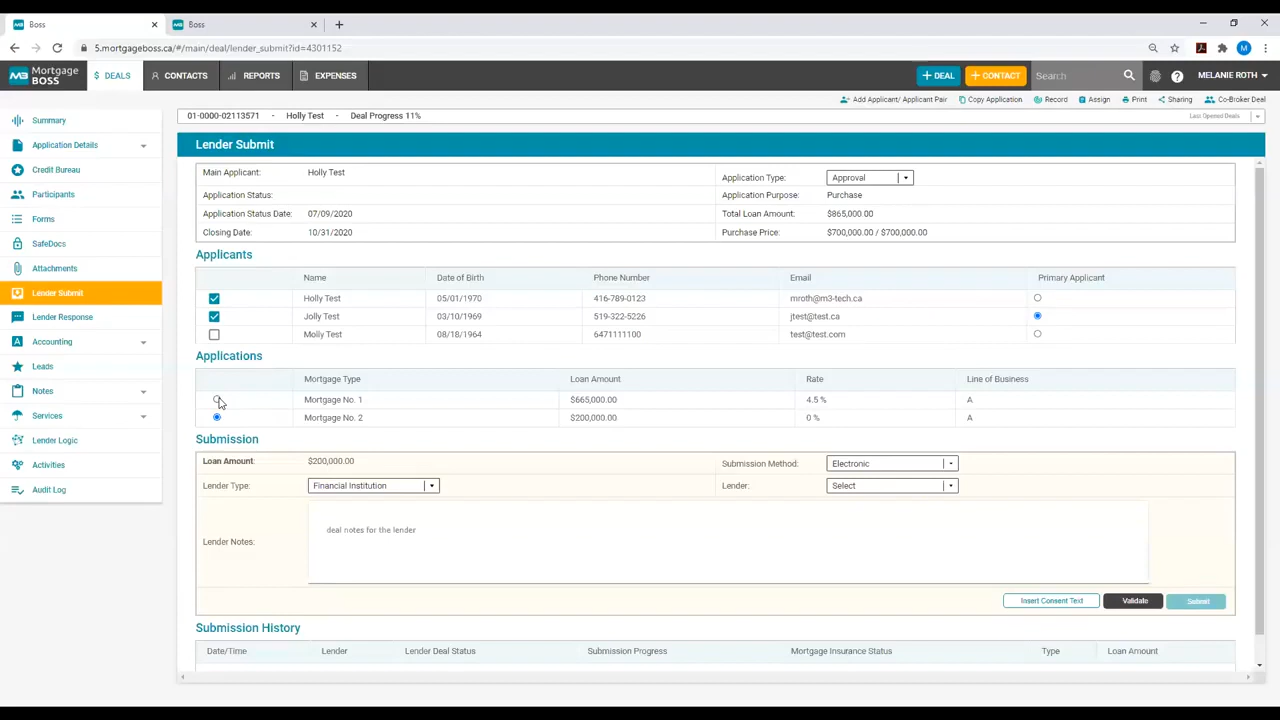 Boss
Boss
5.mortgageboss.ca/#/main/deal/lender_submit?id=4301152
M
M3 Mortgage BOSS
$ DEALS
CONTACTS
REPORTS
EXPENSES
+ DEAL
+ CONTACT
Search
MELANIE ROTH
Add Applicant/ Applicant Pair
Copy Application
Record
Assign
Print
Sharing
Co-Broker Deal
Summary
Application Details
Credit Bureau
Participants
Forms
SafeDocs
Attachments
Lender Submit
Lender Response
Accounting
Leads
Notes
Services
Lender Logic
Activities
Audit Log
01-0000-02113571 - Holly Test - Deal Progress 11%
Last Opened Deals
Lender Submit
Main Applicant: Holly Test
Application Type: Approval
Application Status:
Application Purpose: Purchase
Application Status Date: 07/09/2020
Total Loan Amount: $865,000.00
Closing Date: 10/31/2020
Purchase Price: $700,000.00 / $700,000.00
Applicants
Name Date of Birth Phone Number Email Primary Applicant
Holly Test 05/01/1970 416-789-0123 mroth@m3-tech.ca
Jolly Test 03/10/1969 519-322-5226 jtest@test.ca
Molly Test 08/18/1964 6471111100 test@test.com
Applications
Mortgage Type Loan Amount Rate Line of Business
Mortgage No. 1 $665,000.00 4.5 % A
Mortgage No. 2 $200,000.00 0 % A
Submission
Loan Amount: $200,000.00
Submission Method: Electronic
Lender Type: Financial Institution
Lender: Select
Lender Notes: deal notes for the lender
Insert Consent Text
Validate
Submit
Submission History
Date/Time Lender Lender Deal Status Submission Progress Mortgage Insurance Status Type Loan Amount